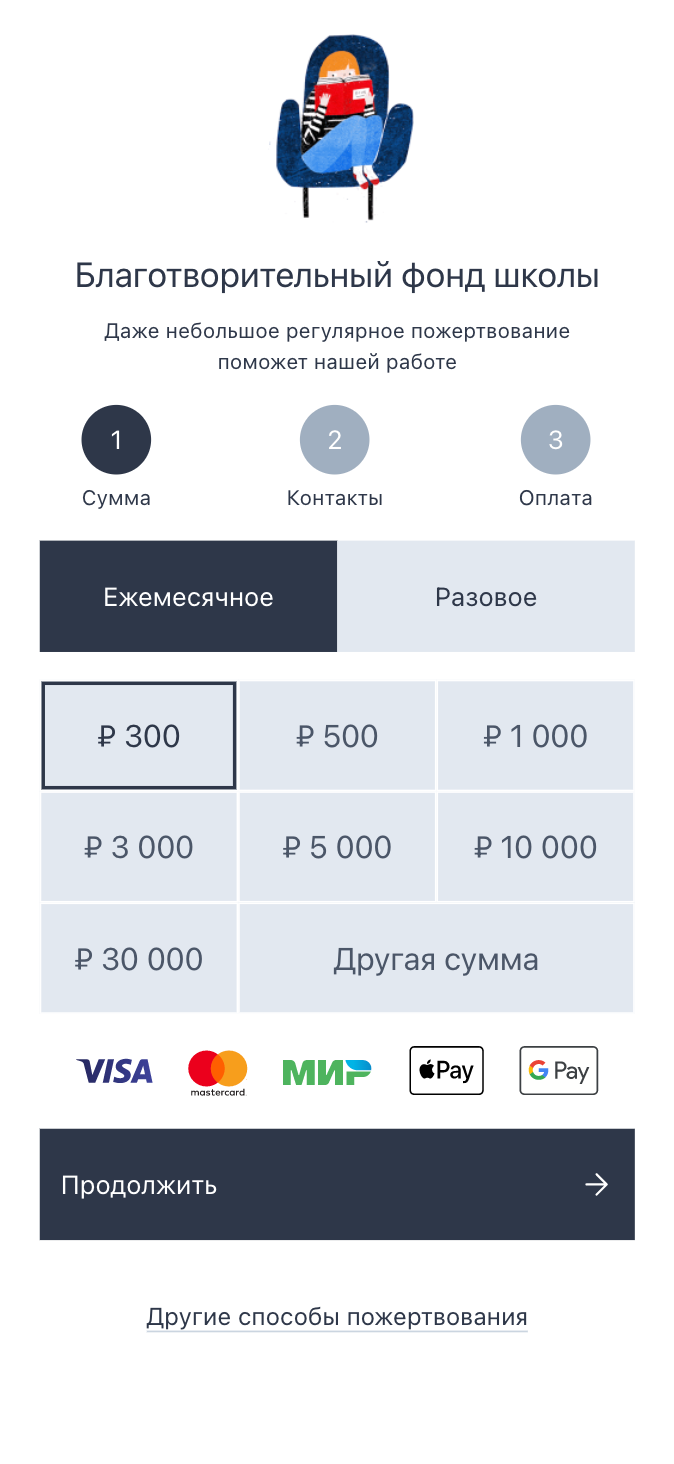 Благотворительный фонд школы
Даже небольшое регулярное пожертвование
поможет нашей работе
1 2 3
Сумма Контакты Оплата
Ежемесячное Разовое
₽ 300 ₽ 500 ₽ 1 000
₽ 3 000 ₽ 5 000 ₽ 10 000
₽ 30 000 Другая сумма
VISA mastercard МИР Pay G Pay
Продолжить →
Другие способы пожертвования